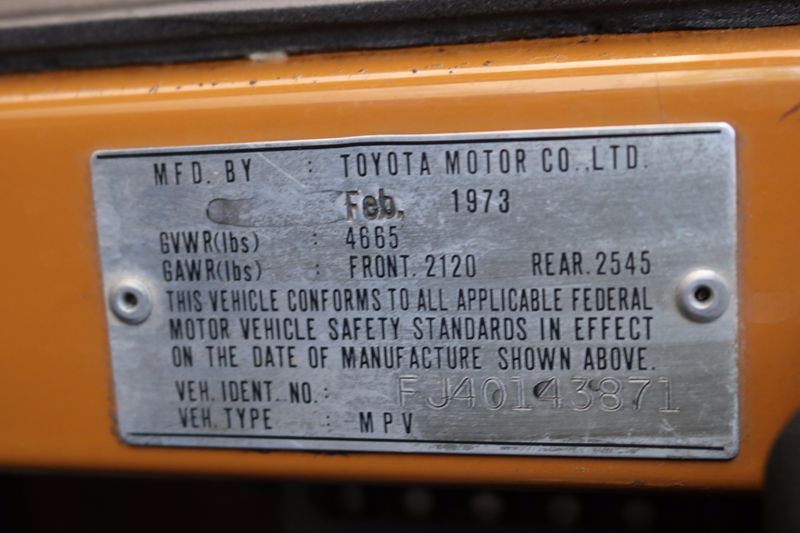 MFD. BY : TOYOTA MOTOR CO.,LTD.
Feb. 1973
GVWR(lbs) : 4665
GAWR(lbs) : FRONT. 2120 REAR. 2545
THIS VEHICLE CONFORMS TO ALL APPLICABLE FEDERAL
MOTOR VEHICLE SAFETY STANDARDS IN EFFECT
ON THE DATE OF MANUFACTURE SHOWN ABOVE.
VEH. IDENT. NO. : FJ40143871
VEH. TYPE : MPV